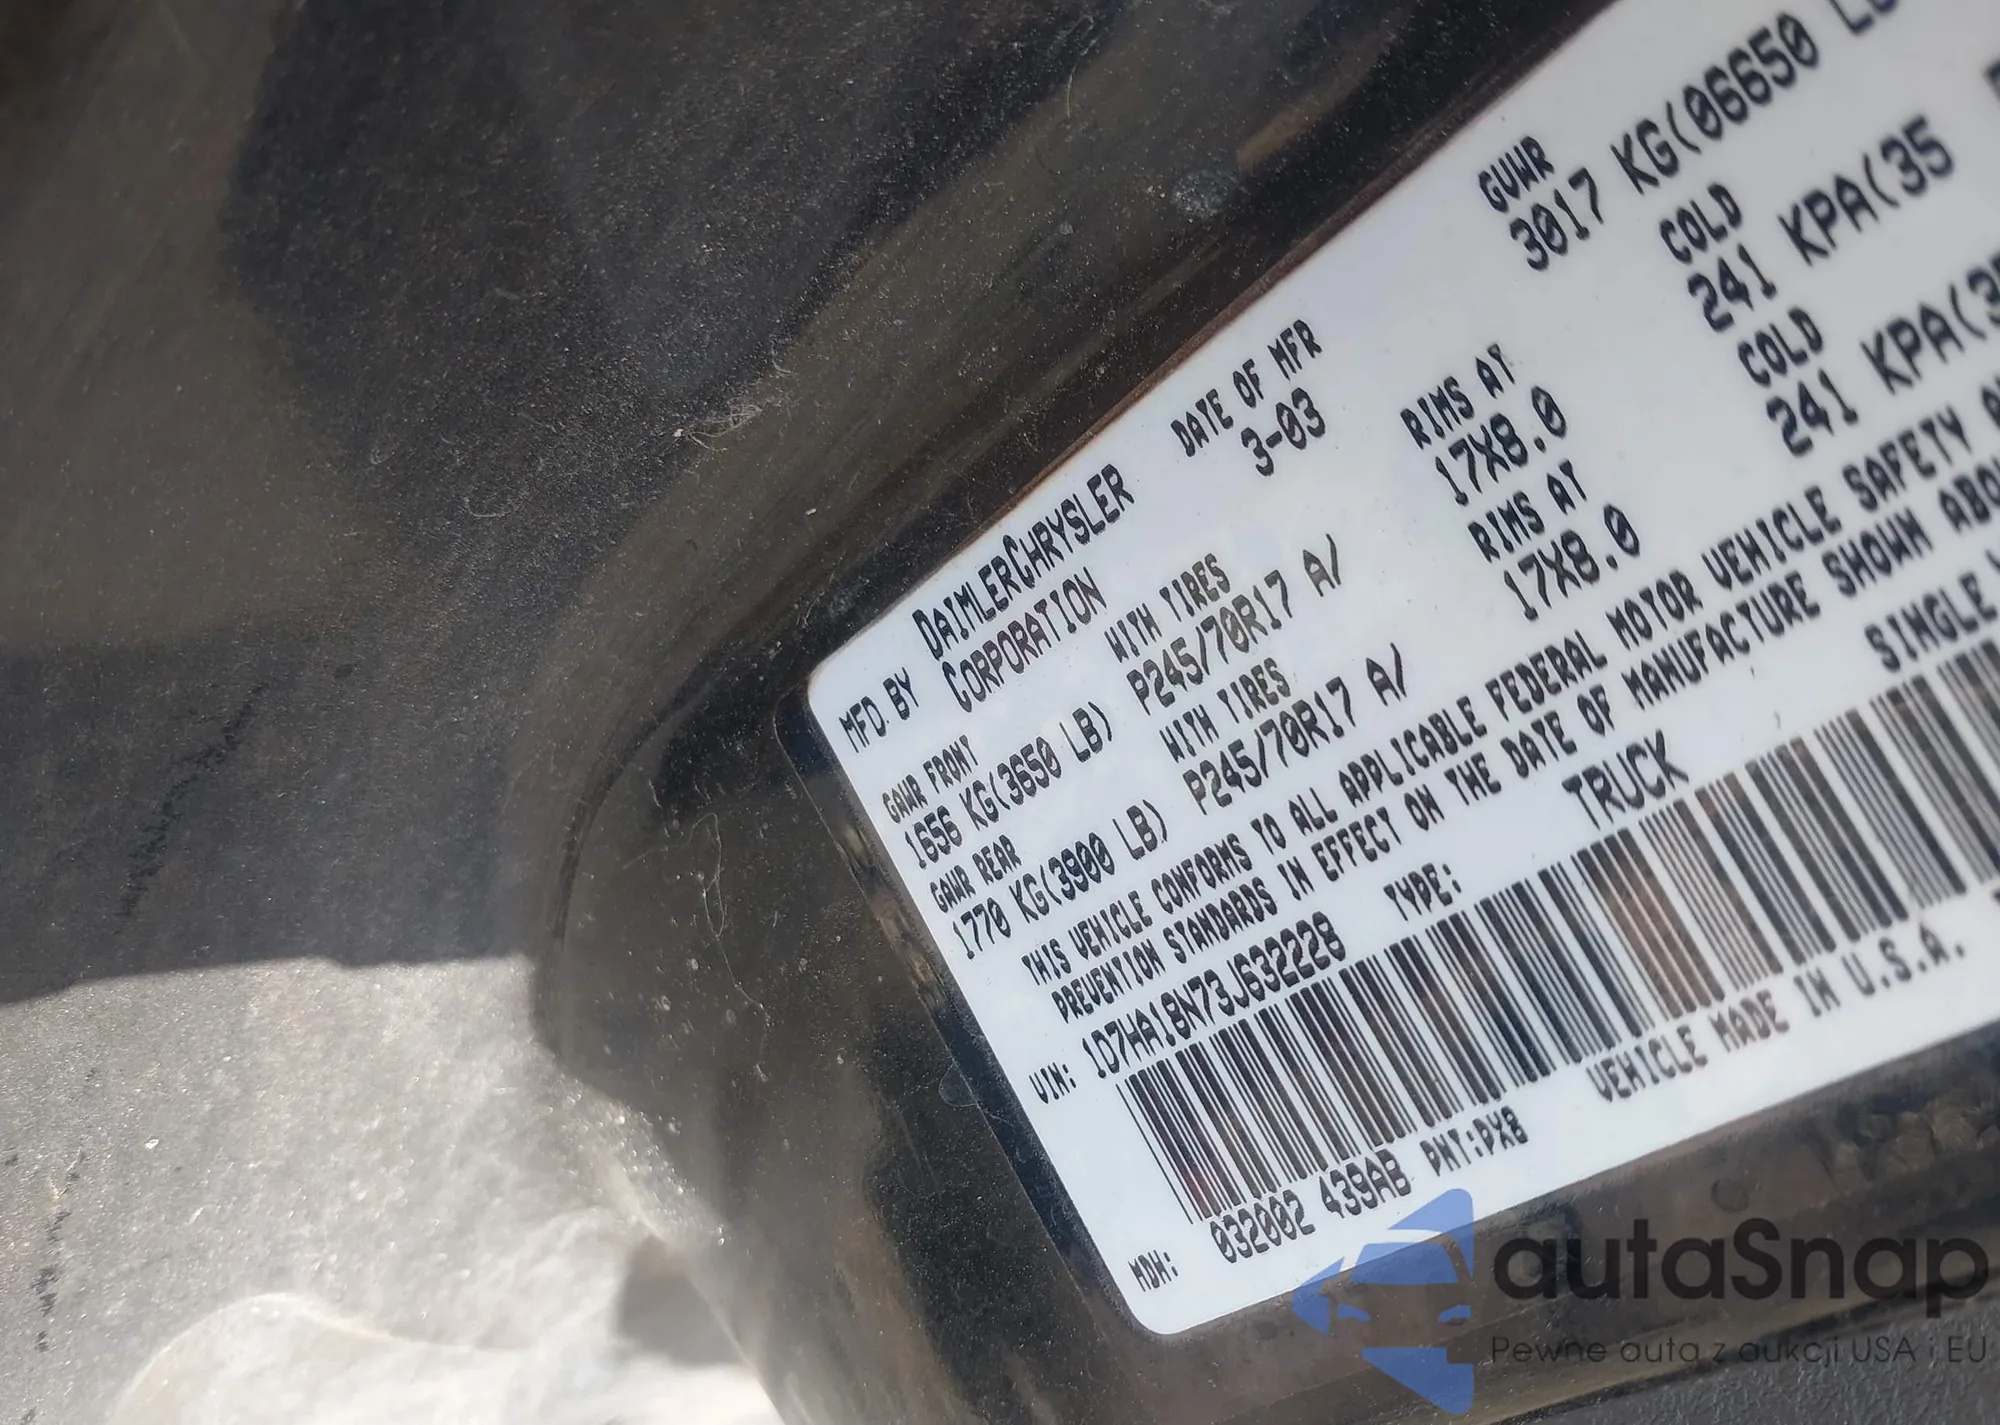 MFD. BY DAIMLERCHRYSLER CORPORATION DATE OF MFR 3-03 GVWR 3017 KG(06650
GAWR FRONT WITH TIRES RIMS AT COLD
1656 KG(3650 LB) P245/70R17 A/ 17X8.0 241 KPA(35
GAWR REAR WITH TIRES RIMS AT COLD
1770 KG(3900 LB) P245/70R17 A/ 17X8.0 241 KPA(
THIS VEHICLE CONFORMS TO ALL APPLICABLE FEDERAL MOTOR VEHICLE SAFETY
PREVENTION STANDARDS IN EFFECT ON THE DATE OF MANUFACTURE SHOWN
VIN: 1D7HA18N73J632228 TYPE: TRUCK SINGLE
MDH: 032002 439AB PNT:PX8 VEHICLE MADE IN U.S.A.
autaSnap
Pewne auta z aukcji USA i EU